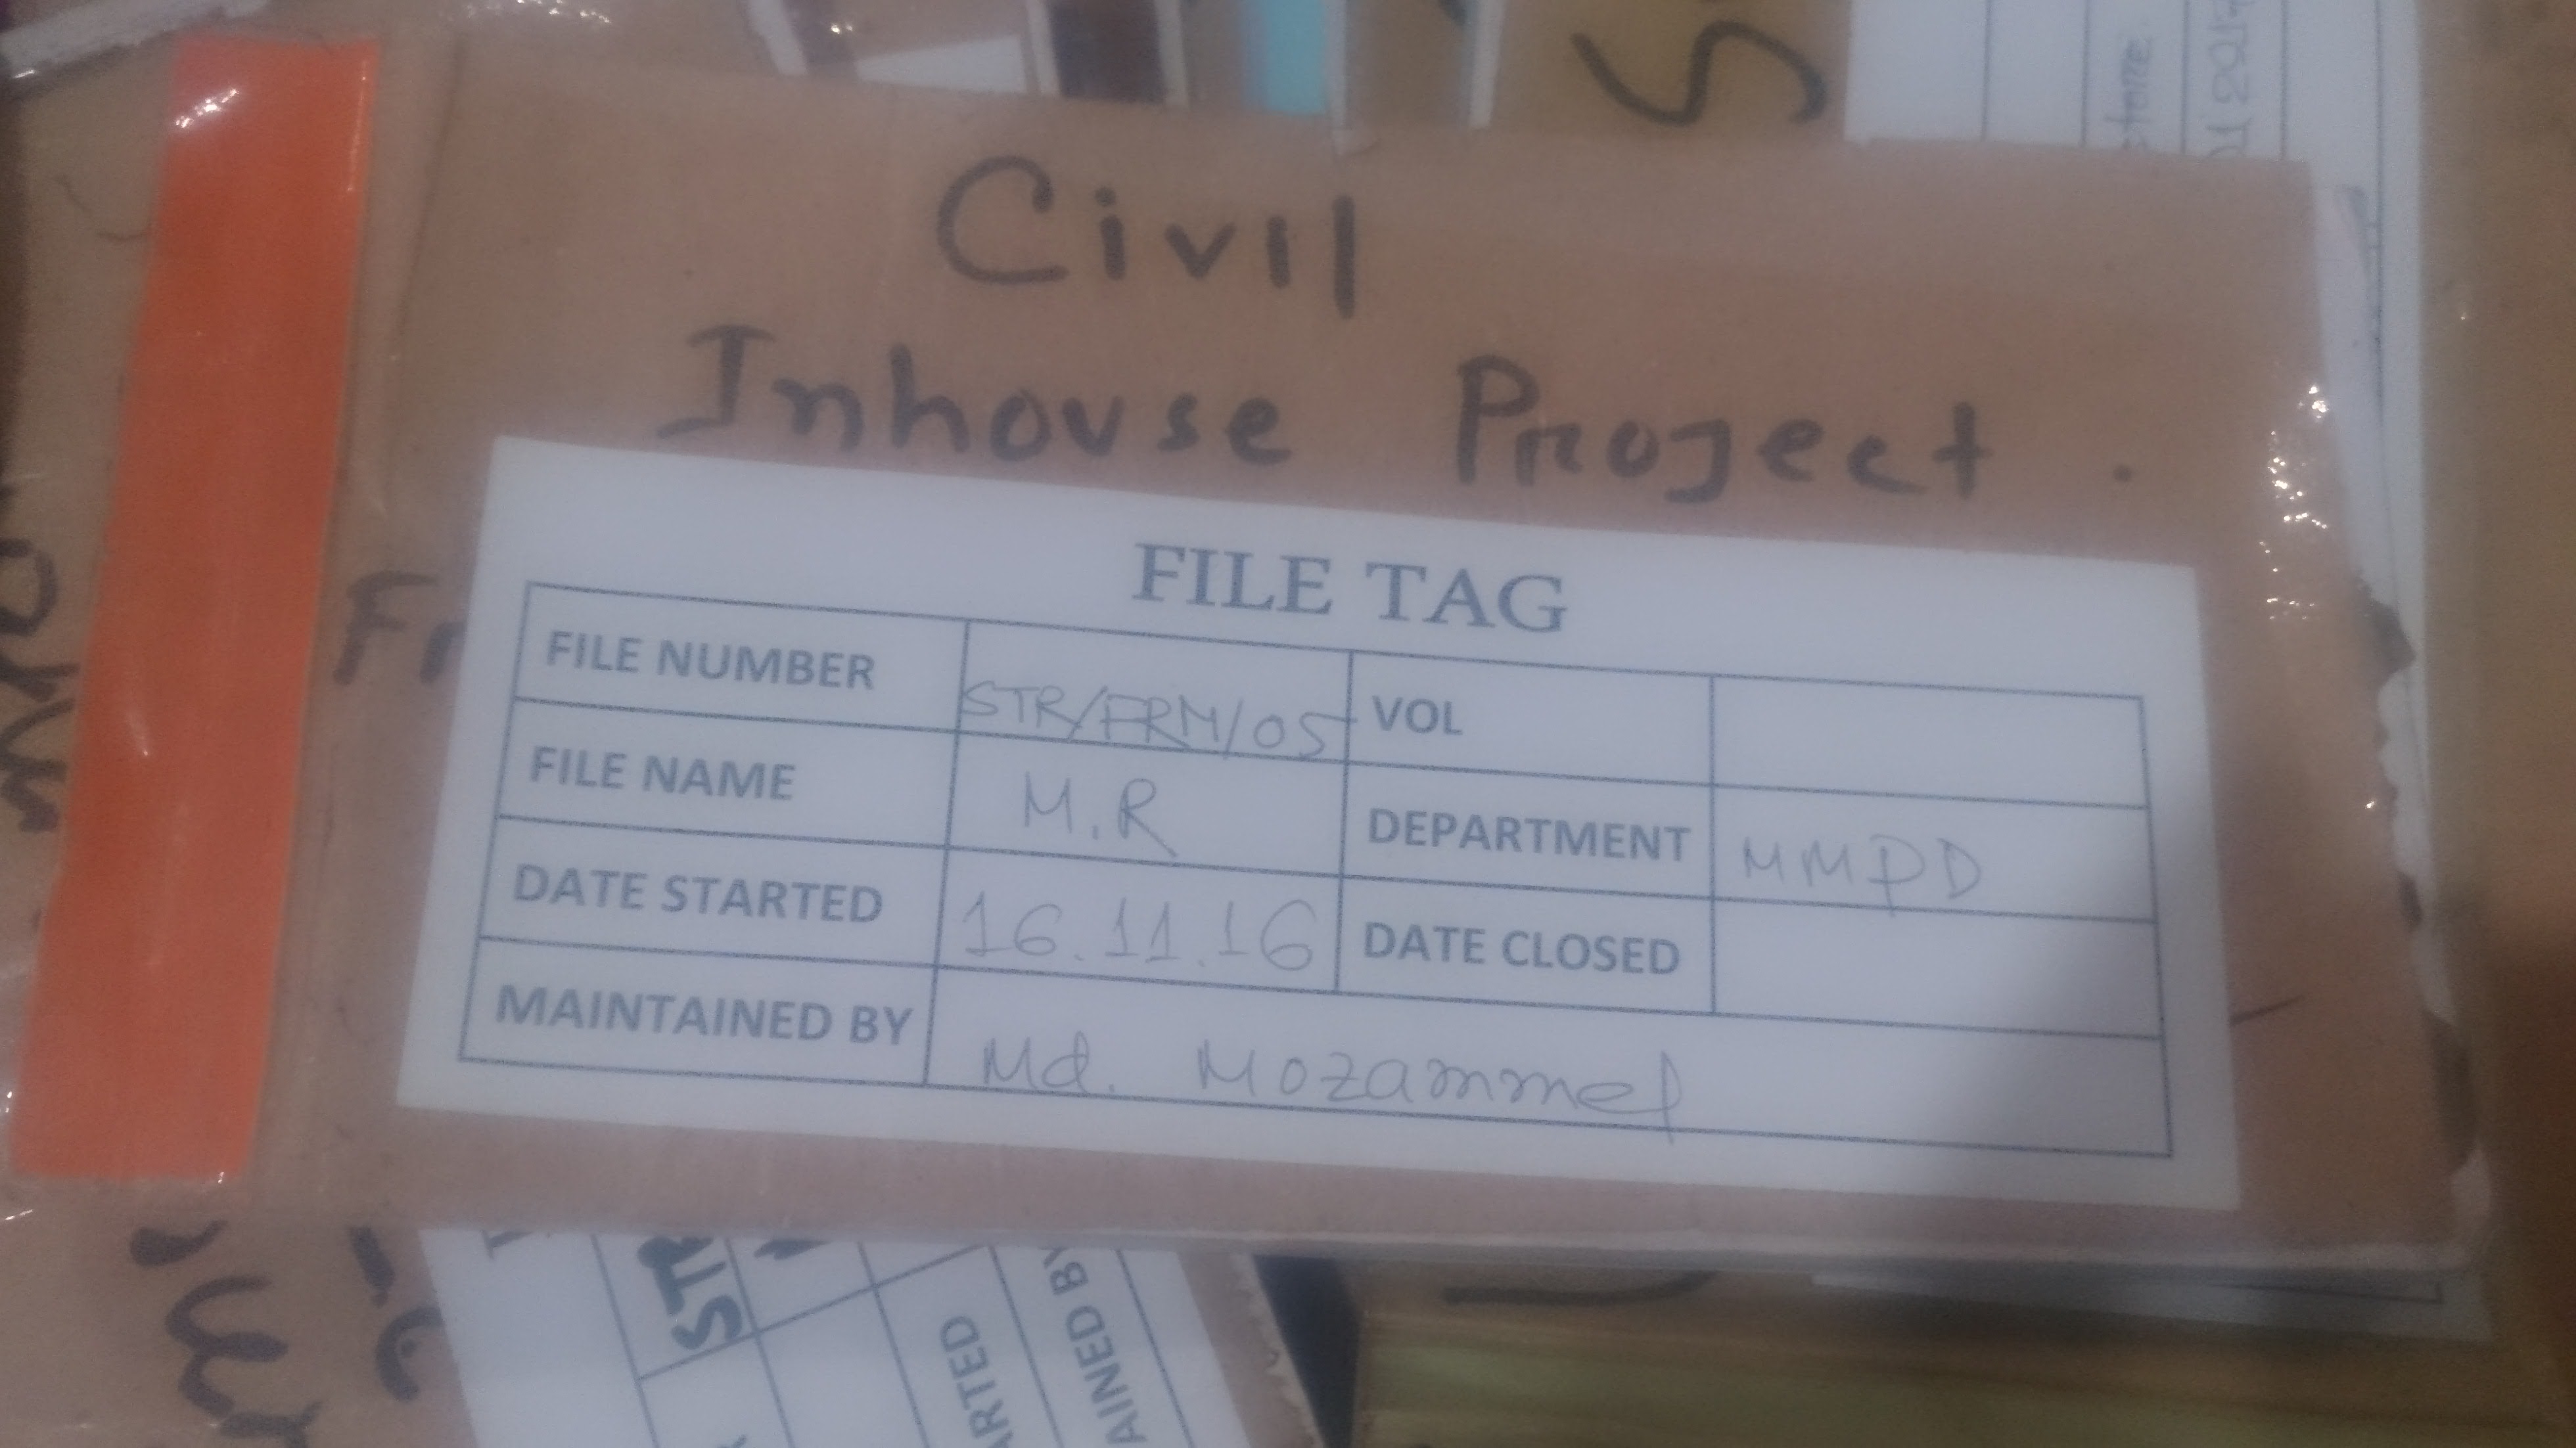 Civil
Inhouse Project.
FILE TAG
FILE NUMBER STR/FRM/05 VOL
FILE NAME M.R DEPARTMENT MMPD
DATE STARTED 16.11.16 DATE CLOSED
MAINTAINED BY Md. Mozammel
Fr
STR
ARTED
AINED BY